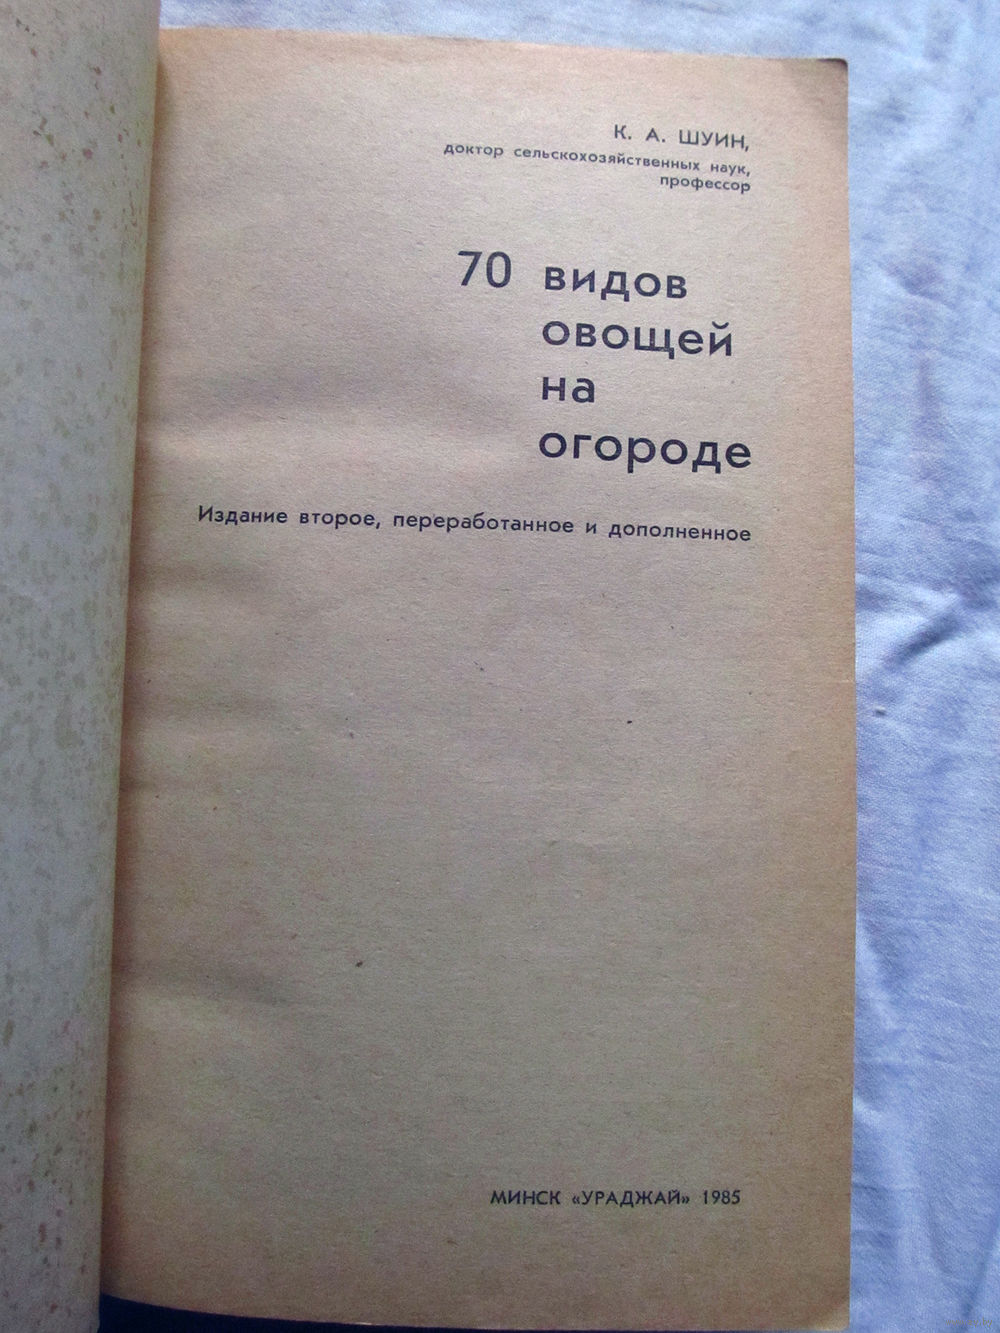 К. А. ШУИН,
доктор сельскохозяйственных наук,
профессор
70 видов
овощей
на
огороде
Издание второе, переработанное и дополненное
МИНСК «УРАДЖАЙ» 1985